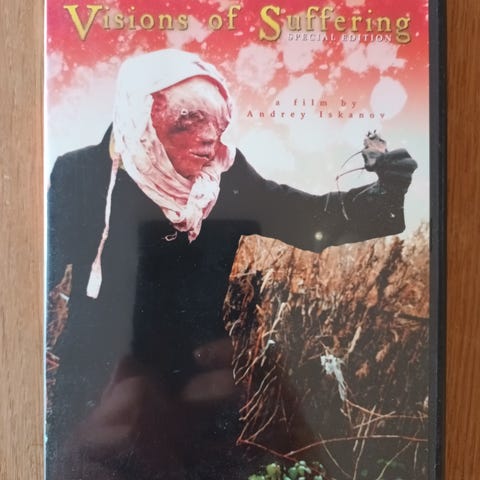 Visions of Suffering
SPECIAL EDITION
a film by
Andrey Iskanov